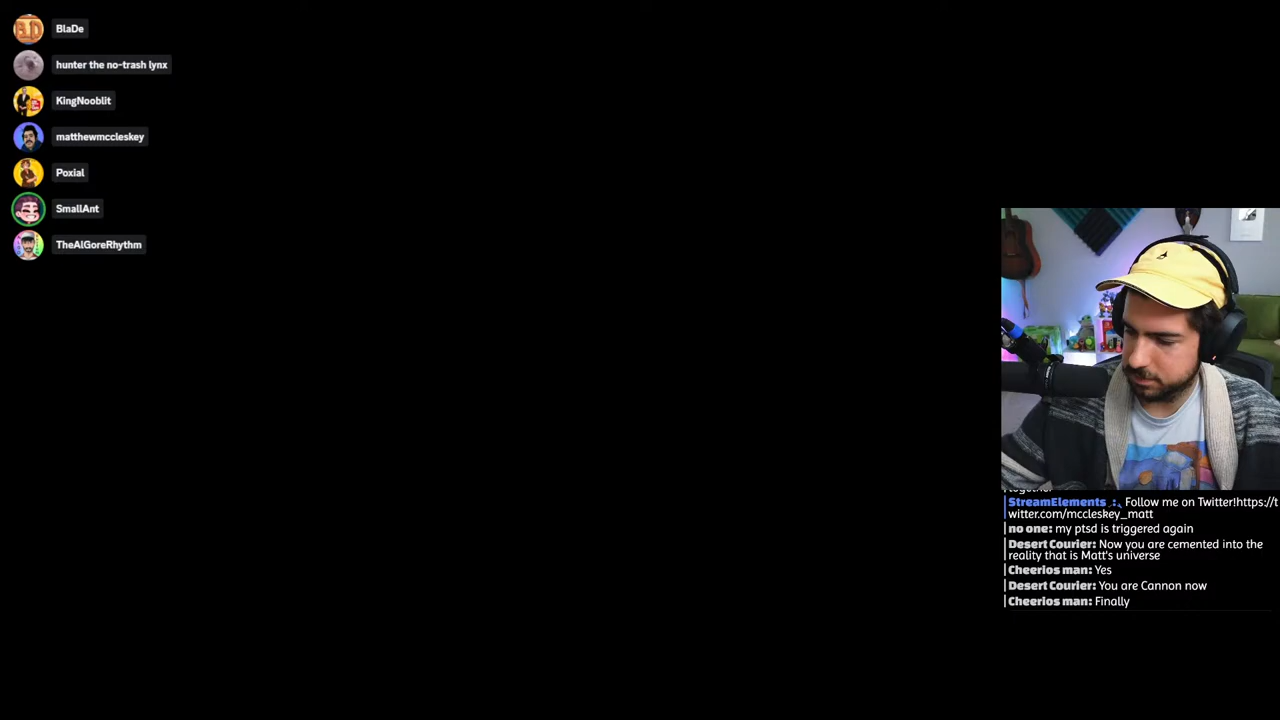 BlaDe
hunter the no-trash lynx
KingNooblit
matthewmccleskey
Poxial
SmallAnt
TheAlGoreRhythm
StreamElements : Follow me on Twitter!https://t
witter.com/mccleskey_matt
no one: my ptsd is triggered again
Desert Courier: Now you are cemented into the
reality that is Matt's universe
Cheerios man: Yes
Desert Courier: You are Cannon now
Cheerios man: Finally